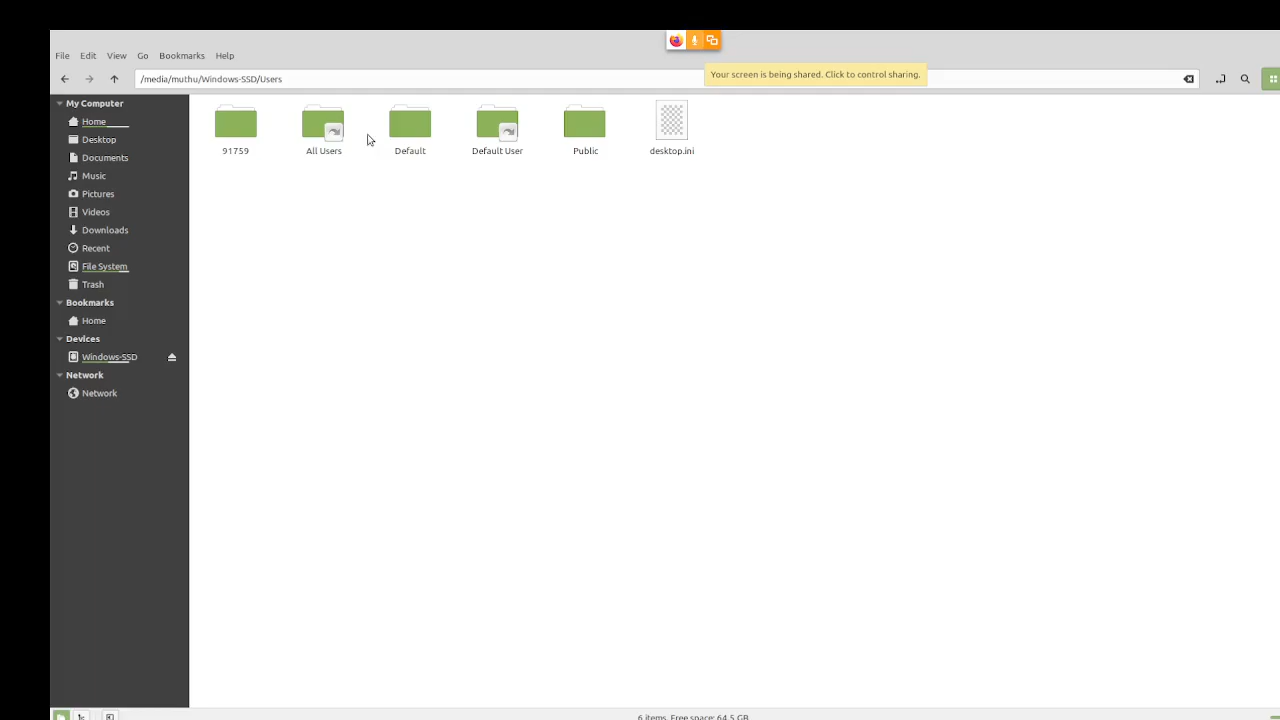 File Edit View Go Bookmarks Help
Your screen is being shared. Click to control sharing.
/media/muthu/Windows-SSD/Users
My Computer
Home
Desktop
Documents
Music
Pictures
Videos
Downloads
Recent
File System
Trash
Bookmarks
Home
Devices
Windows-SSD
Network
Network
91759 All Users Default Default User Public desktop.ini
6 items, Free space: 64.5 GB